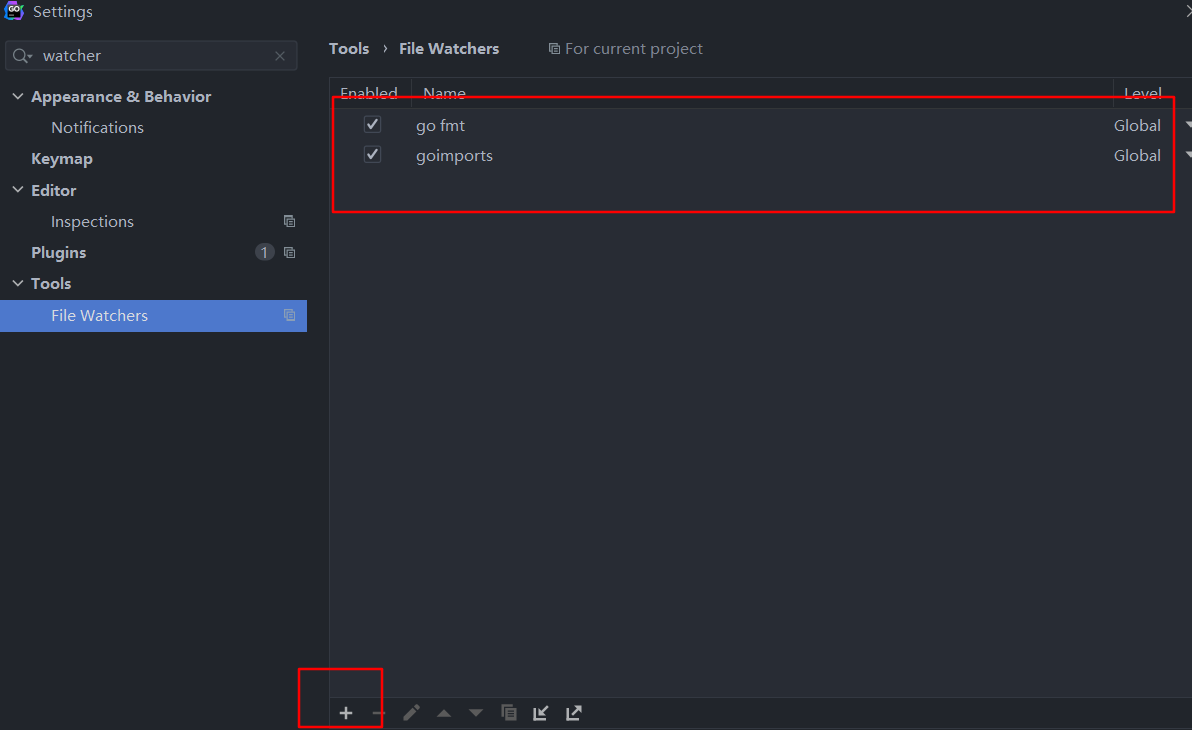 GO
Settings
watcher
Tools › File Watchers For current project
Appearance & Behavior
Notifications
Keymap
Editor
Inspections
Plugins 1
Tools
File Watchers
Enabled Name Level
go fmt Global
goimports Global